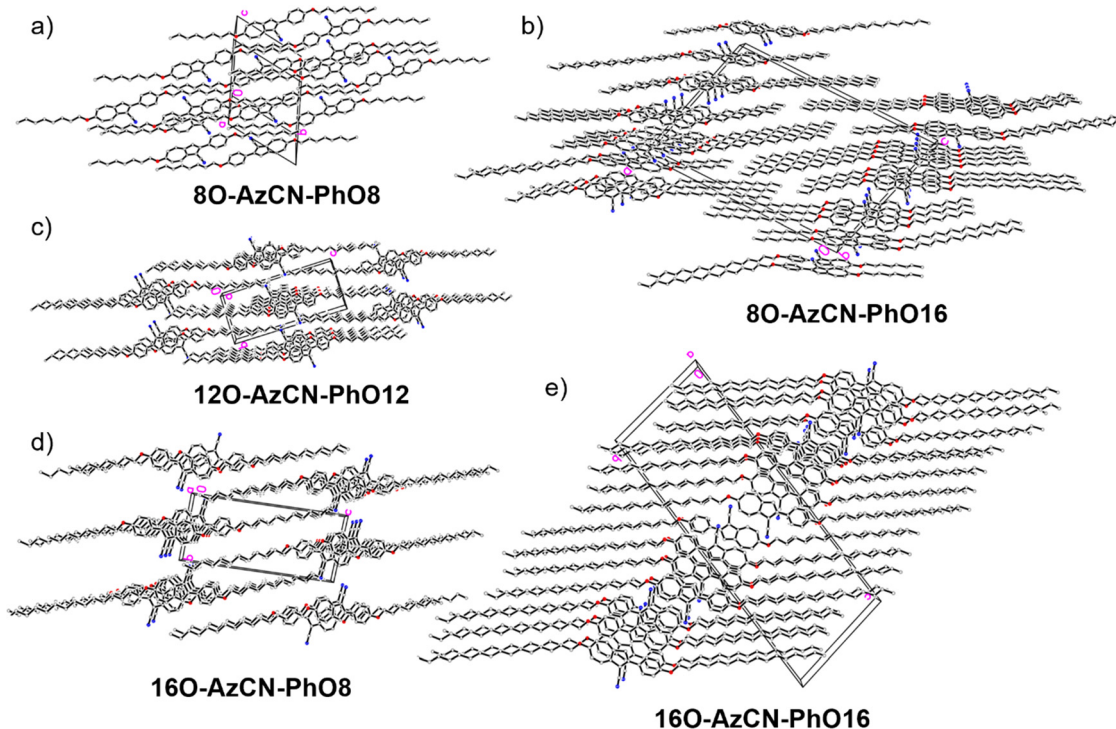 a)
c
O
a
b
8O-AzCN-PhO8
b)
c
O
8O-AzCN-PhO16
c)
c
O
b
12O-AzCN-PhO12
d)
O
c
16O-AzCN-PhO8
e)
O
c
16O-AzCN-PhO16